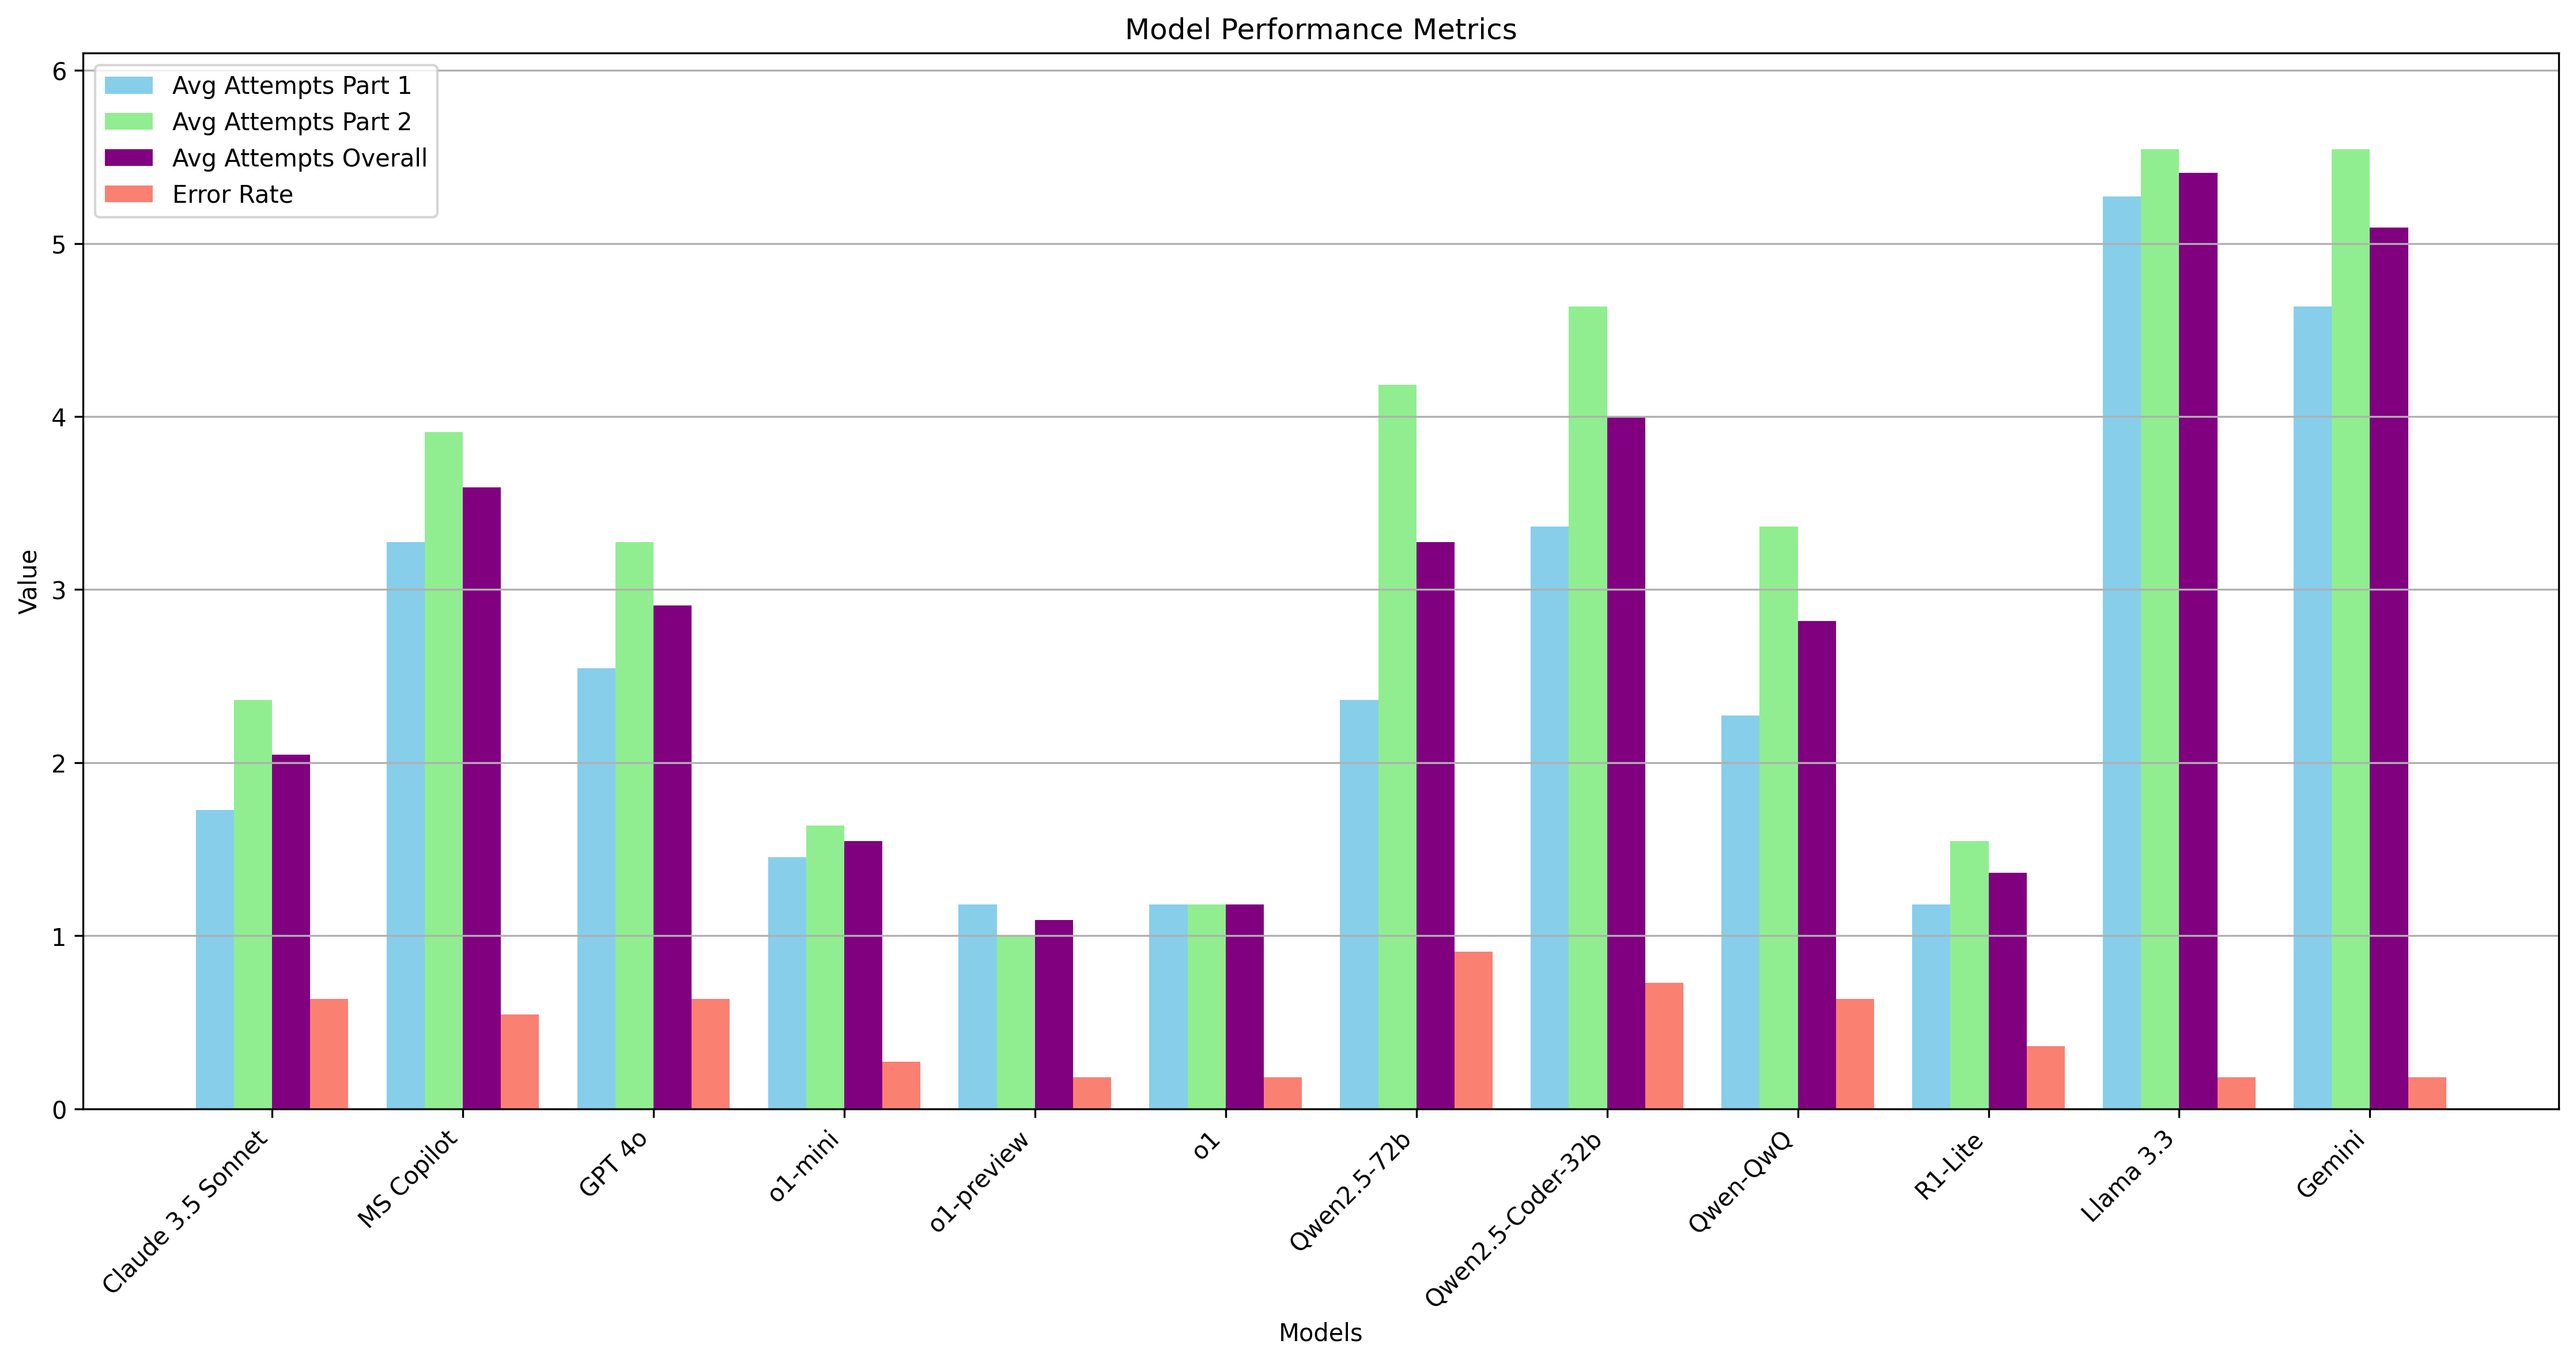 Model Performance Metrics
Avg Attempts Part 1
Avg Attempts Part 2
Avg Attempts Overall
Error Rate
6
5
4
3
2
1
0
Value
Claude 3.5 Sonnet
MS Copilot
GPT 4o
o1-mini
o1-preview
o1
Qwen2.5-72b
Qwen2.5-Coder-32b
Qwen-QwQ
R1-Lite
Llama 3.3
Gemini
Models